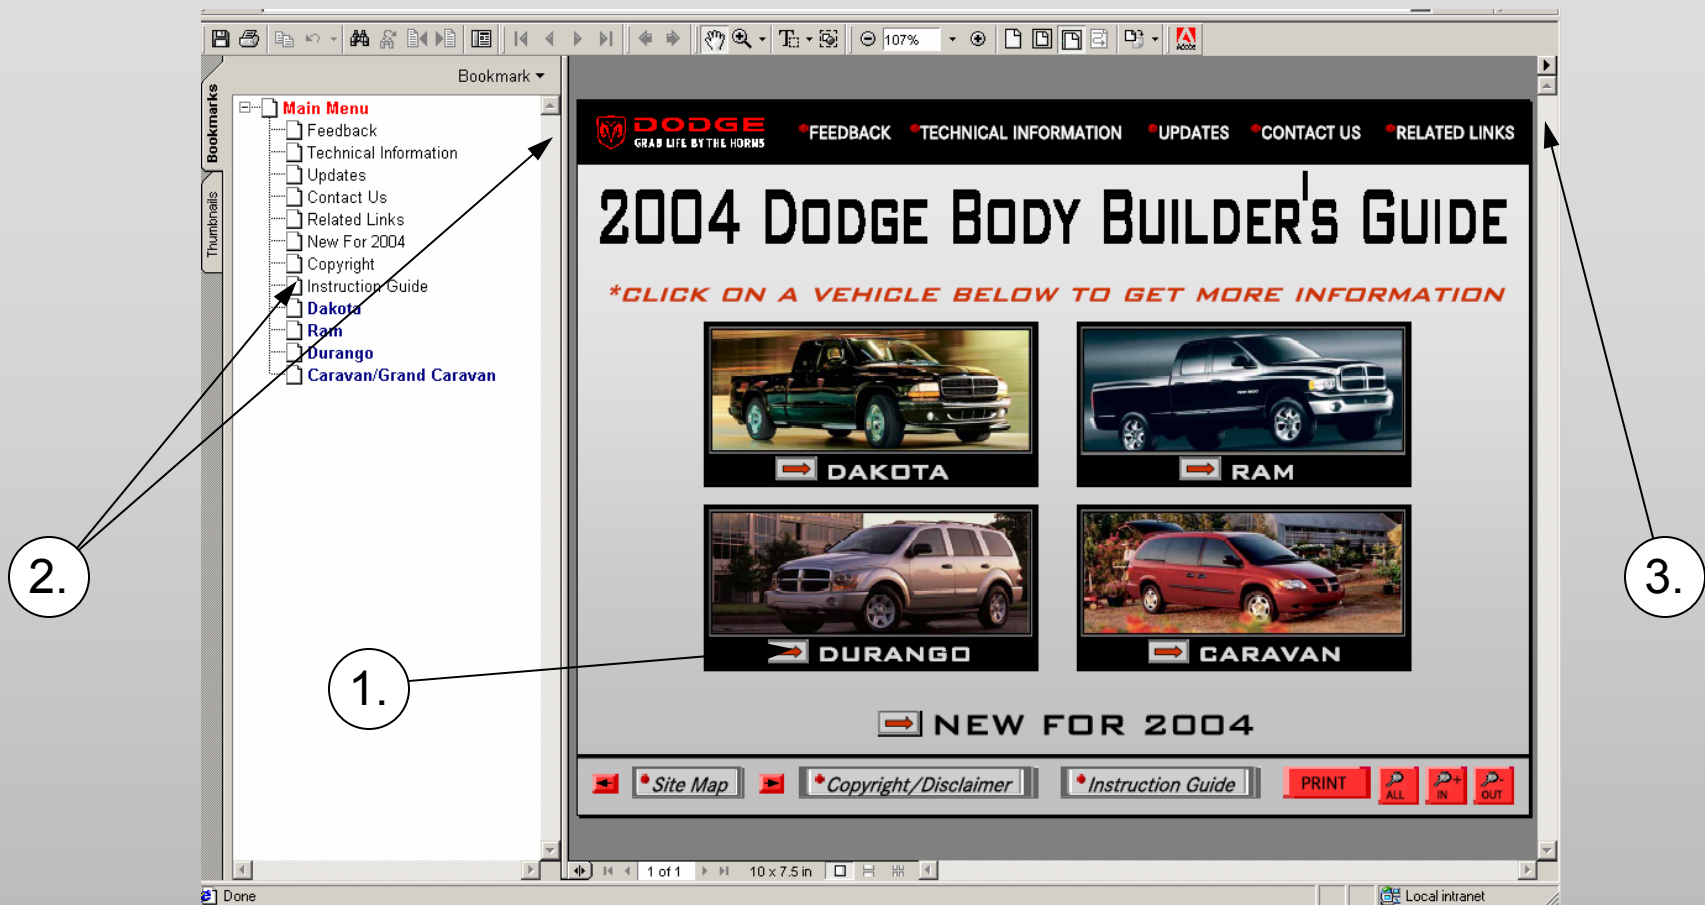 107%
Adobe
Bookmark
Bookmarks
Thumbnails
Main Menu
Feedback
Technical Information
Updates
Contact Us
Related Links
New For 2004
Copyright
Instruction Guide
Dakota
Ram
Durango
Caravan/Grand Caravan
DODGE
GRAB LIFE BY THE HORNS
FEEDBACK TECHNICAL INFORMATION UPDATES CONTACT US RELATED LINKS
2004 DODGE BODY BUILDER'S GUIDE
*CLICK ON A VEHICLE BELOW TO GET MORE INFORMATION
DAKOTA
RAM
DURANGO
CARAVAN
NEW FOR 2004
Site Map
Copyright/Disclaimer
Instruction Guide
PRINT
ALL
IN
OUT
1 of 1
10 x 7.5 in
Done
Local intranet
2.
1.
3.